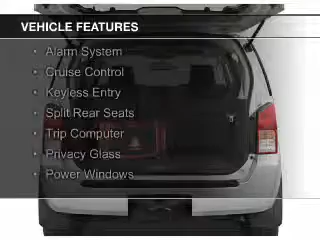 VEHICLE FEATURES
• Alarm System
• Cruise Control
• Keyless Entry
• Split Rear Seats
• Trip Computer
• Privacy Glass
• Power Windows